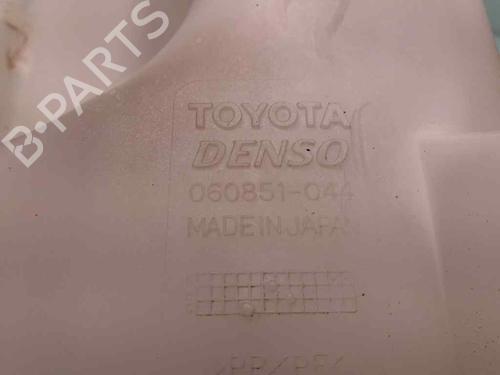 TOYOTA
DENSO
060851-044
MADE IN JAPAN
B-PARTS